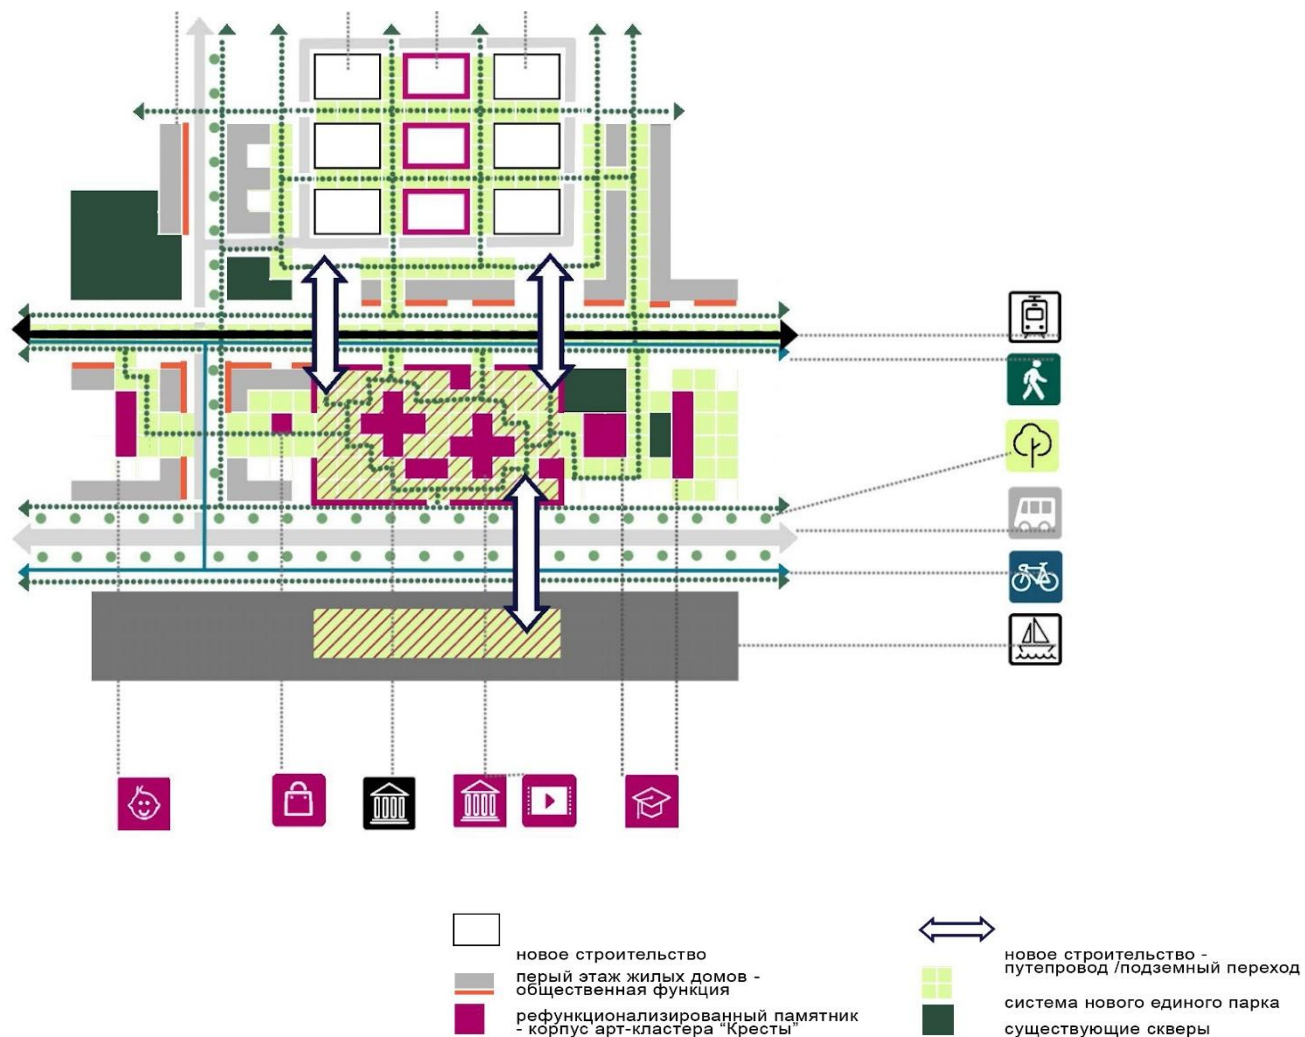 новое строительство
перый этаж жилых домов -
общественная функция
рефункционализированный памятник
- корпус арт-кластера “Кресты”
новое строительство -
путепровод /подземный переход
система нового единого парка
существующие скверы